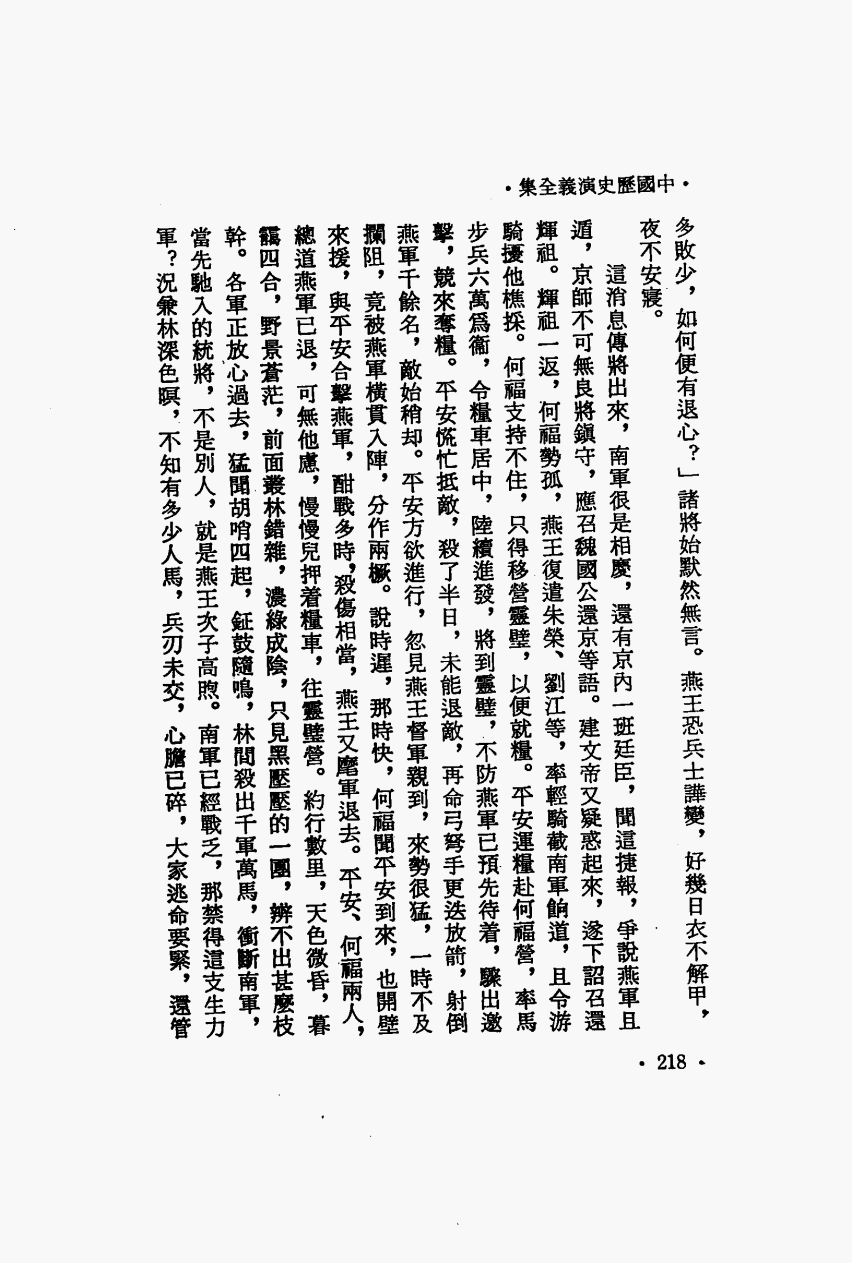 •中國歷史演義全集•
多敗少，如何便有退心？」諸將始默然無言。燕王恐兵士譁變，好幾日衣不解甲，
夜不安寢。
這消息傳將出來，南軍很是相慶，還有京內一班廷臣，聞這捷報，爭說燕軍且
遁，京師不可無良將鎭守，應召魏國公還京等語。建文帝又疑惑起來，遂下詔召還
輝祖。輝祖一返，何福勢孤，燕王復遣朱榮、劉江等，率輕騎截南軍餉道，且令游
騎擾他樵採。何福支持不住，只得移營靈璧，以便就糧。平安運糧赴何福營，率馬
步兵六萬爲衞，令糧車居中，陸續進發，將到靈璧，不防燕軍已預先待着，驟出邀
擊，競來奪糧。平安慌忙抵敵，殺了半日，未能退敵，再命弓弩手更迭放箭，射倒
燕軍千餘名，敵始稍却。平安方欲進行，忽見燕王督軍親到，來勢很猛，一時不及
攔阻，竟被燕軍橫貫入陣，分作兩橛。說時遲，那時快，何福聞平安到來，也開壁
來援，與平安合擊燕軍，酣戰多時，殺傷相當，燕王又麾軍退去。平安、何福兩人，
總道燕軍已退，可無他慮，慢慢兒押着糧車，往靈璧營。約行數里，天色微昏，暮
靄四合，野景蒼茫，前面叢林錯雜，濃綠成陰，只見黑壓壓的一團，辨不出甚麼枝
幹。各軍正放心過去，猛聞胡哨四起，鉦鼓隨鳴，林間殺出千軍萬馬，衝斷南軍，
當先馳入的統將，不是別人，就是燕王次子高煦。南軍已經戰乏，那禁得這支生力
軍？況兼林深色暝，不知有多少人馬，兵刃未交，心膽已碎，大家逃命要緊，還管
•218•